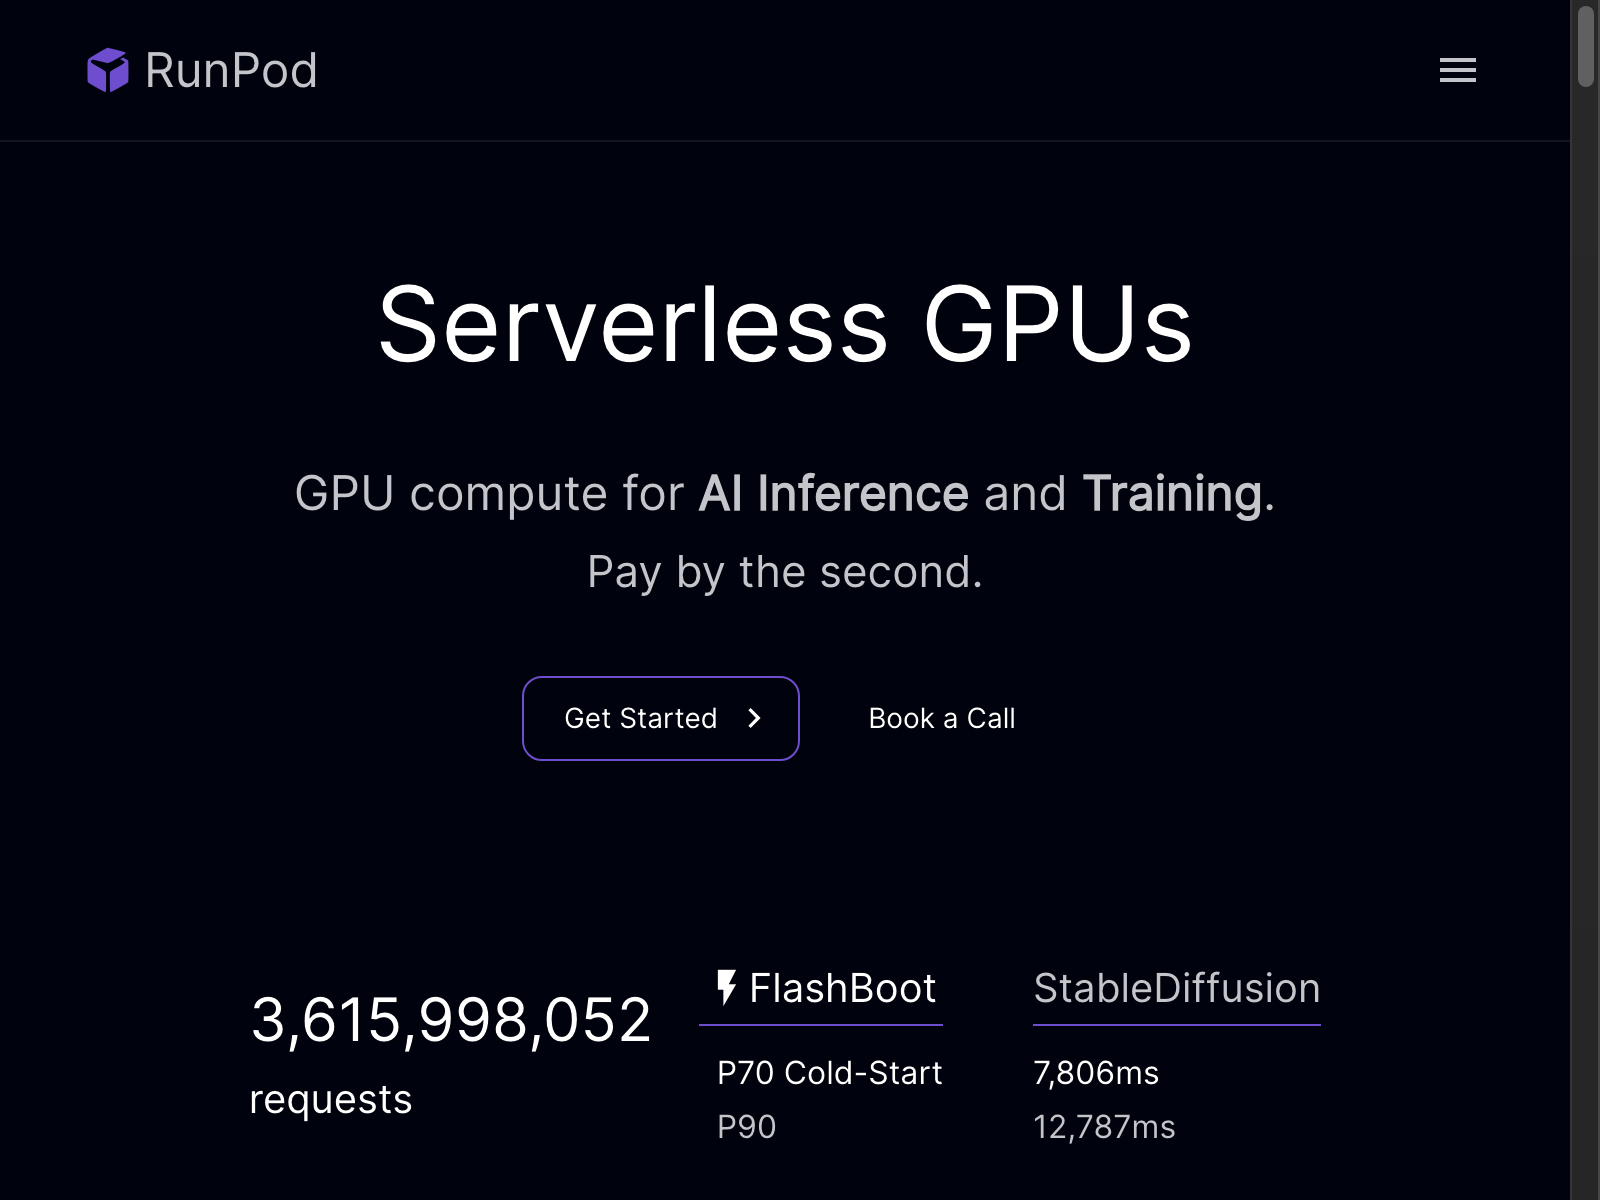 RunPod
Serverless GPUs
GPU compute for AI Inference and Training.
Pay by the second.
Get Started
Book a Call
3,615,998,052
requests
FlashBoot
StableDiffusion
P70 Cold-Start
7,806ms
P90
12,787ms